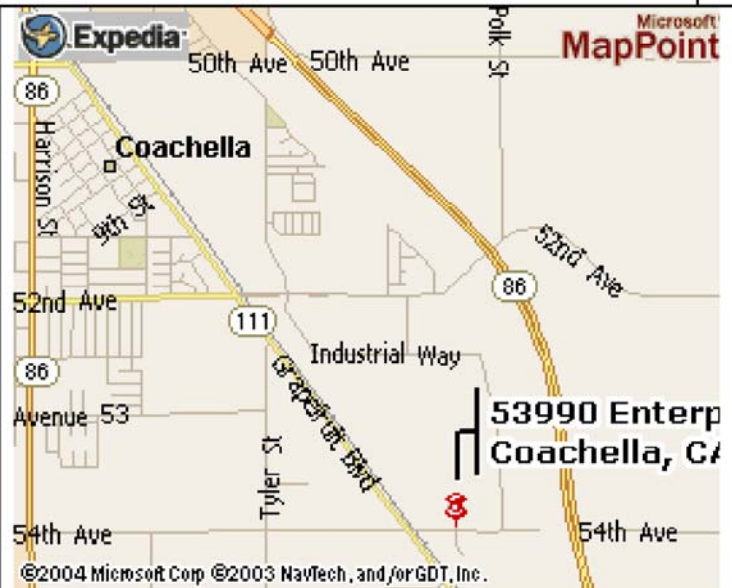 Expedia
Microsoft
MapPoint
Polk St
50th Ave
50th Ave
86
Harrison St
Coachella
9th St
52nd Ave
86
52nd Ave
111
Industrial Way
86
Grapefruit Blvd
53990 Enterp
Coachella, CA
Avenue 53
Tyler St
54th Ave
54th Ave
©2004 Microsoft Corp ©2003 NavTech, and/or GDT, Inc.